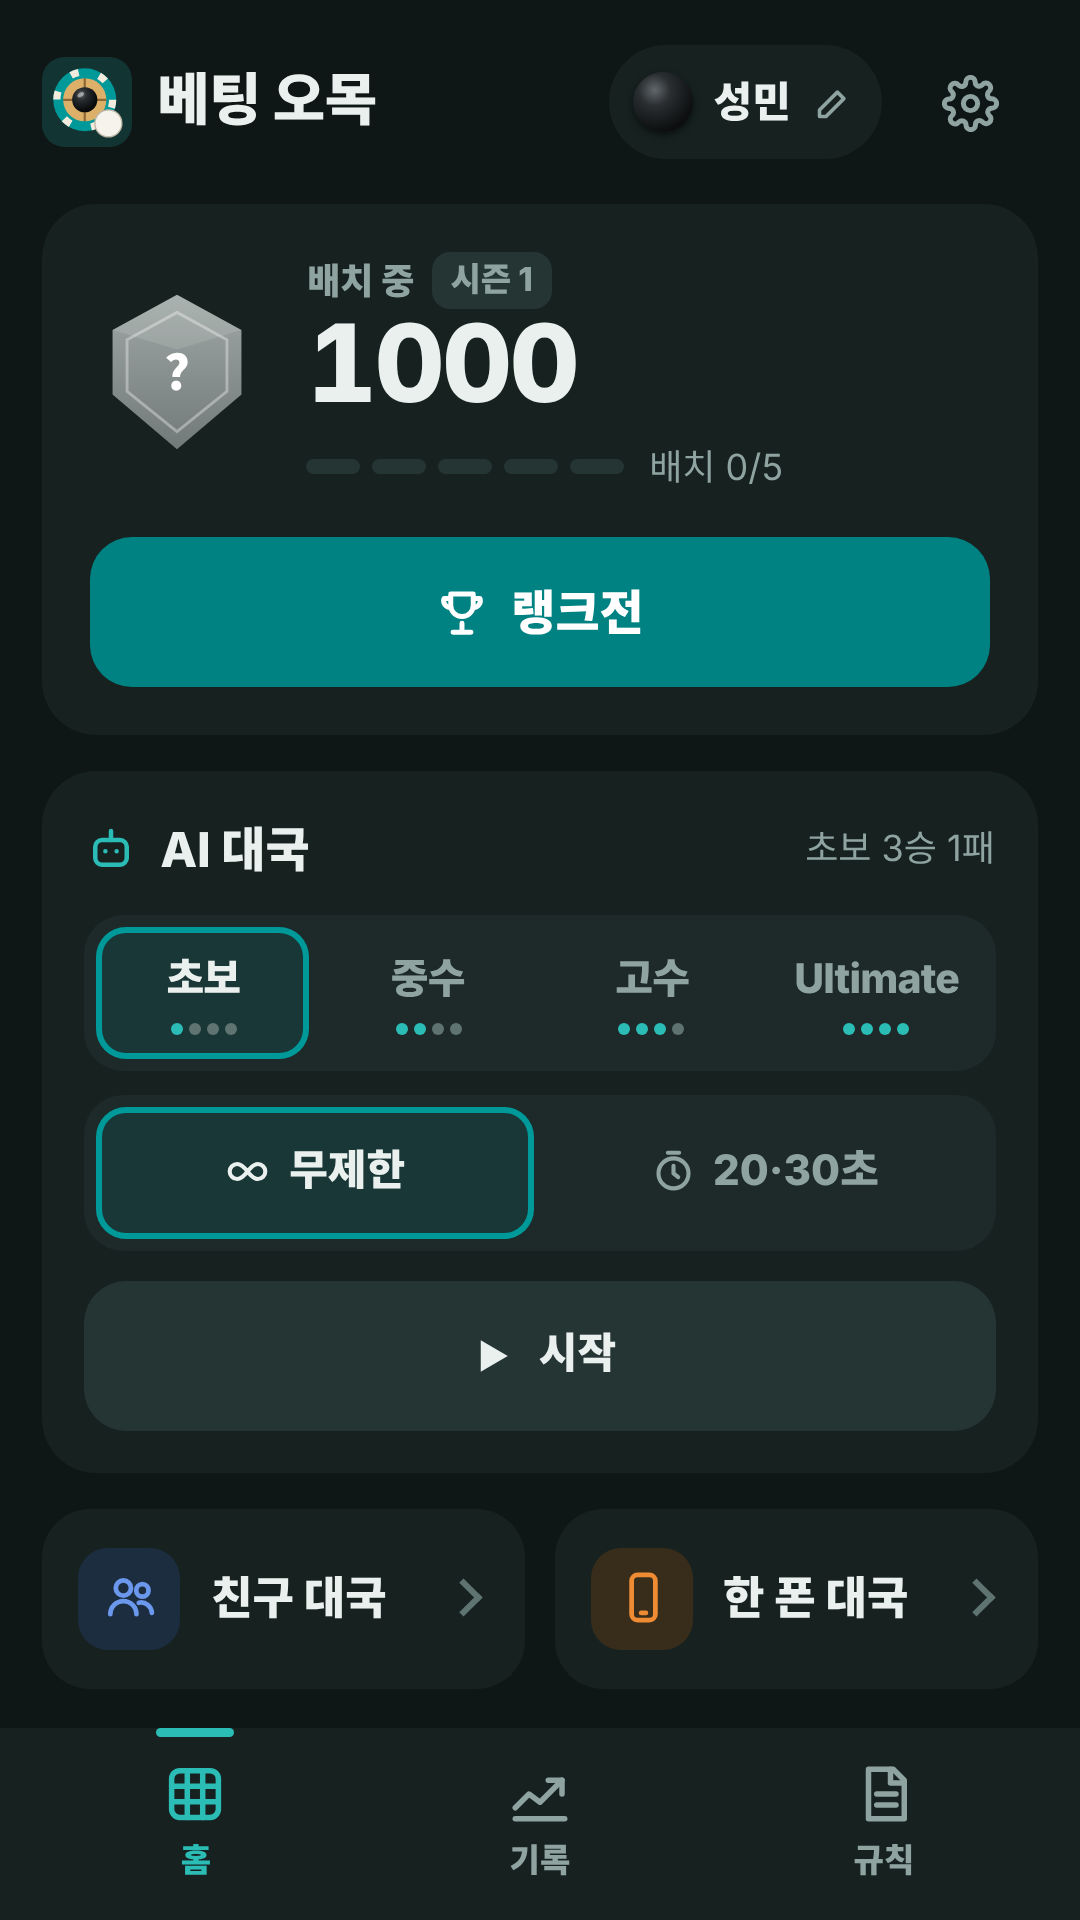 베팅 오목
성민
배치 중 시즌 1
?
1000
배치 0/5
랭크전
AI 대국
초보 3승 1패
초보 중수 고수 Ultimate
무제한 20·30초
시작
친구 대국 한 폰 대국
홈 기록 규칙